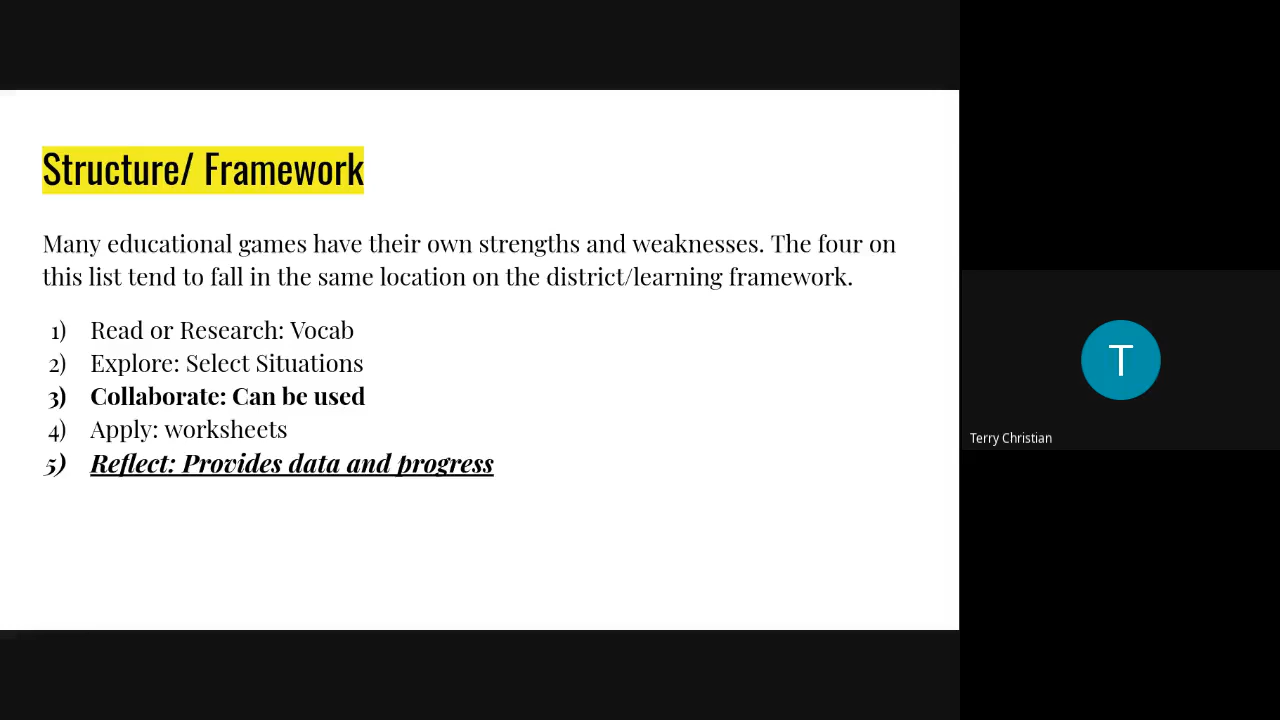 Structure/ Framework
Many educational games have their own strengths and weaknesses. The four on
this list tend to fall in the same location on the district/learning framework.
1) Read or Research: Vocab
2) Explore: Select Situations
3) Collaborate: Can be used
4) Apply: worksheets
5) Reflect: Provides data and progress
T
Terry Christian